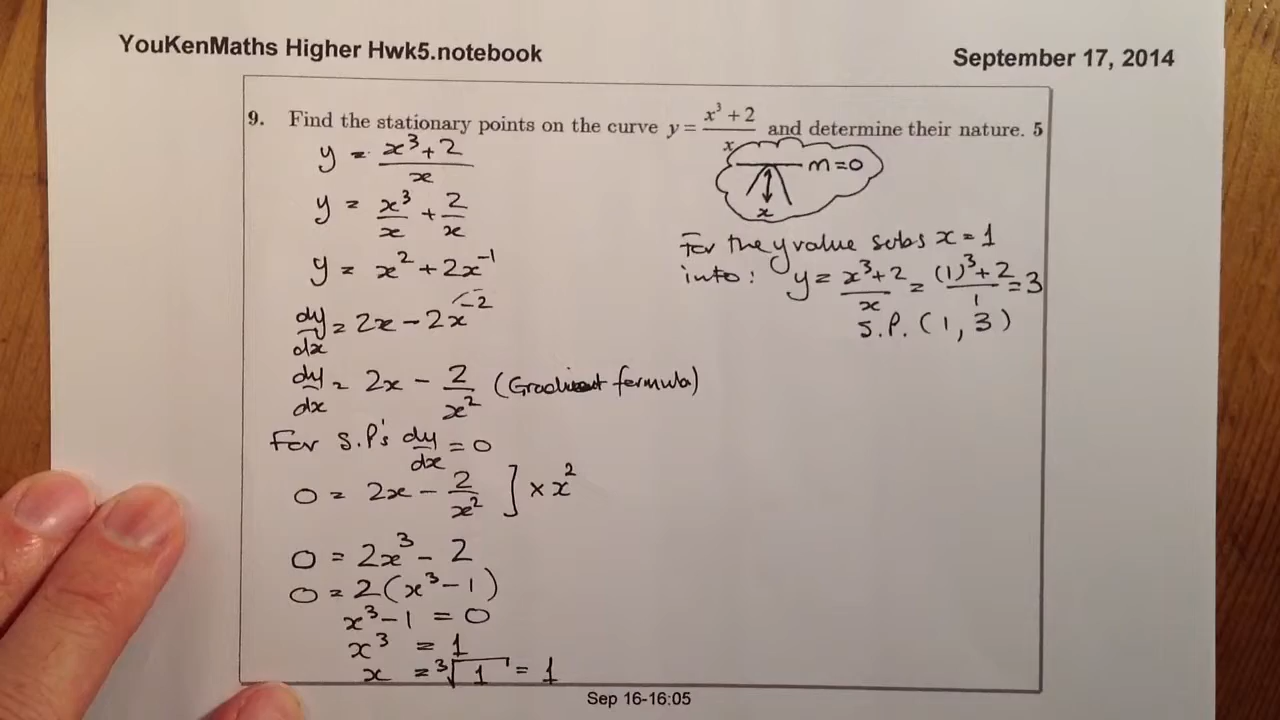 YouKenMaths Higher Hwk5.notebook
September 17, 2014
9. Find the stationary points on the curve y = (x³ + 2)/x and determine their nature. 5
y = (x³+2)/x
y = x³/x + 2/x
y = x² + 2x⁻¹
dy/dx = 2x − 2x⁻²
dy/dx = 2x − 2/x² (Gradient formula)
For S.P's dy/dx = 0
0 = 2x − 2/x² ] × x²
0 = 2x³ − 2
0 = 2(x³ − 1)
x³ − 1 = 0
x³ = 1
x = ³√1 = 1
m = 0
x
For the y value subs x = 1
into: y = (x³+2)/x = ((1)³+2)/1 = 3
S.P. (1, 3)
Sep 16-16:05